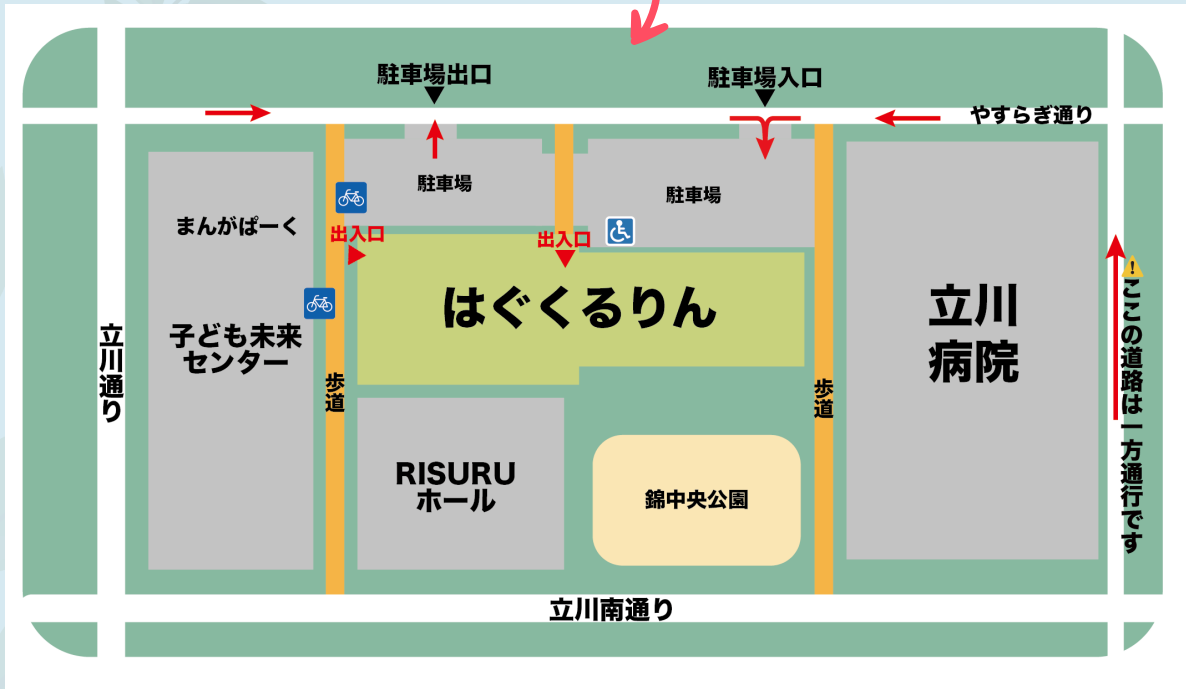 駐車場出口
駐車場入口
やすらぎ通り
駐車場
駐車場
まんがぱーく
出入口
出入口
はぐくるりん
立川
病院
子ども未来
センター
立川通り
歩道
歩道
ここの道路は一方通行です
RISURU
ホール
錦中央公園
立川南通り